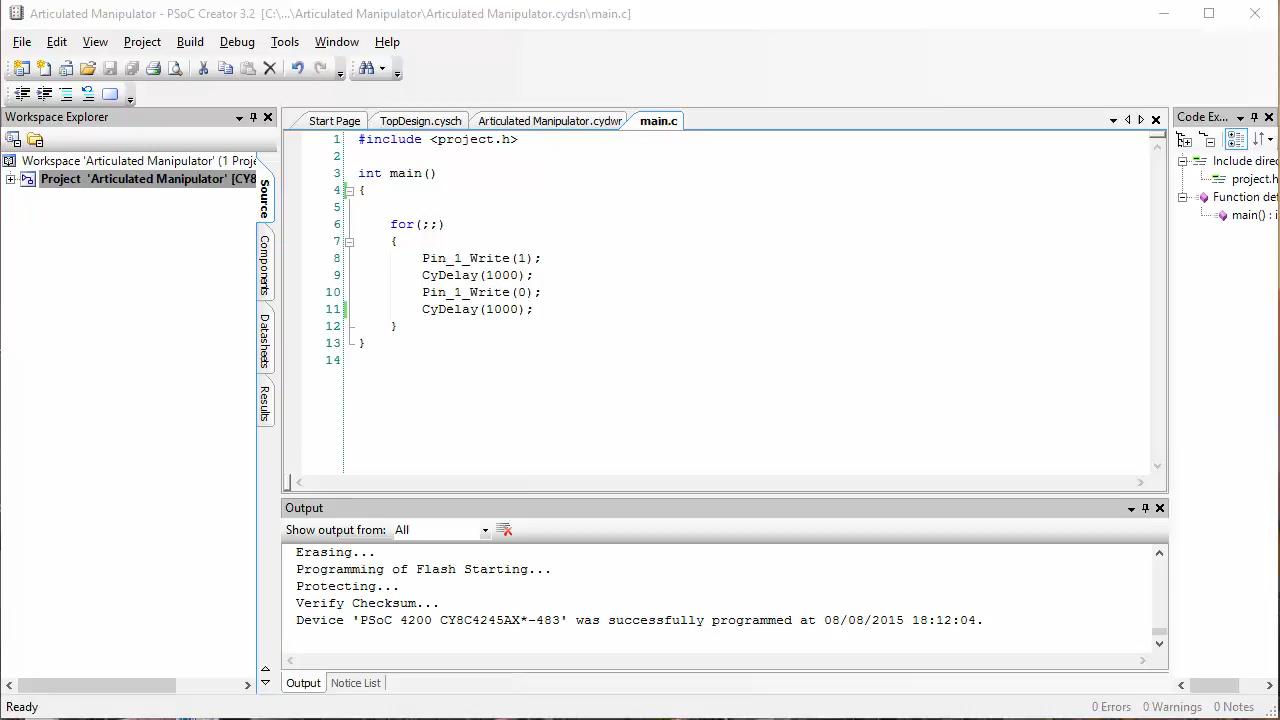 Articulated Manipulator - PSoC Creator 3.2 [C:\...\Articulated Manipulator\Articulated Manipulator.cydsn\main.c]
File Edit View Project Build Debug Tools Window Help
Workspace Explorer
Workspace 'Articulated Manipulator' (1 Proje
Project 'Articulated Manipulator' [CY8
Source
Components
Datasheets
Results
Start Page TopDesign.cysch Articulated Manipulator.cydwr main.c
1 #include <project.h>
2
3 int main()
4 {
5
6 for(;;)
7 {
8 Pin_1_Write(1);
9 CyDelay(1000);
10 Pin_1_Write(0);
11 CyDelay(1000);
12 }
13 }
14
Code Ex...
Include direc
project.h
Function def
main() : i
Output
Show output from: All
Erasing...
Programming of Flash Starting...
Protecting...
Verify Checksum...
Device 'PSoC 4200 CY8C4245AX*-483' was successfully programmed at 08/08/2015 18:12:04.
Output Notice List
Ready
0 Errors 0 Warnings 0 Notes